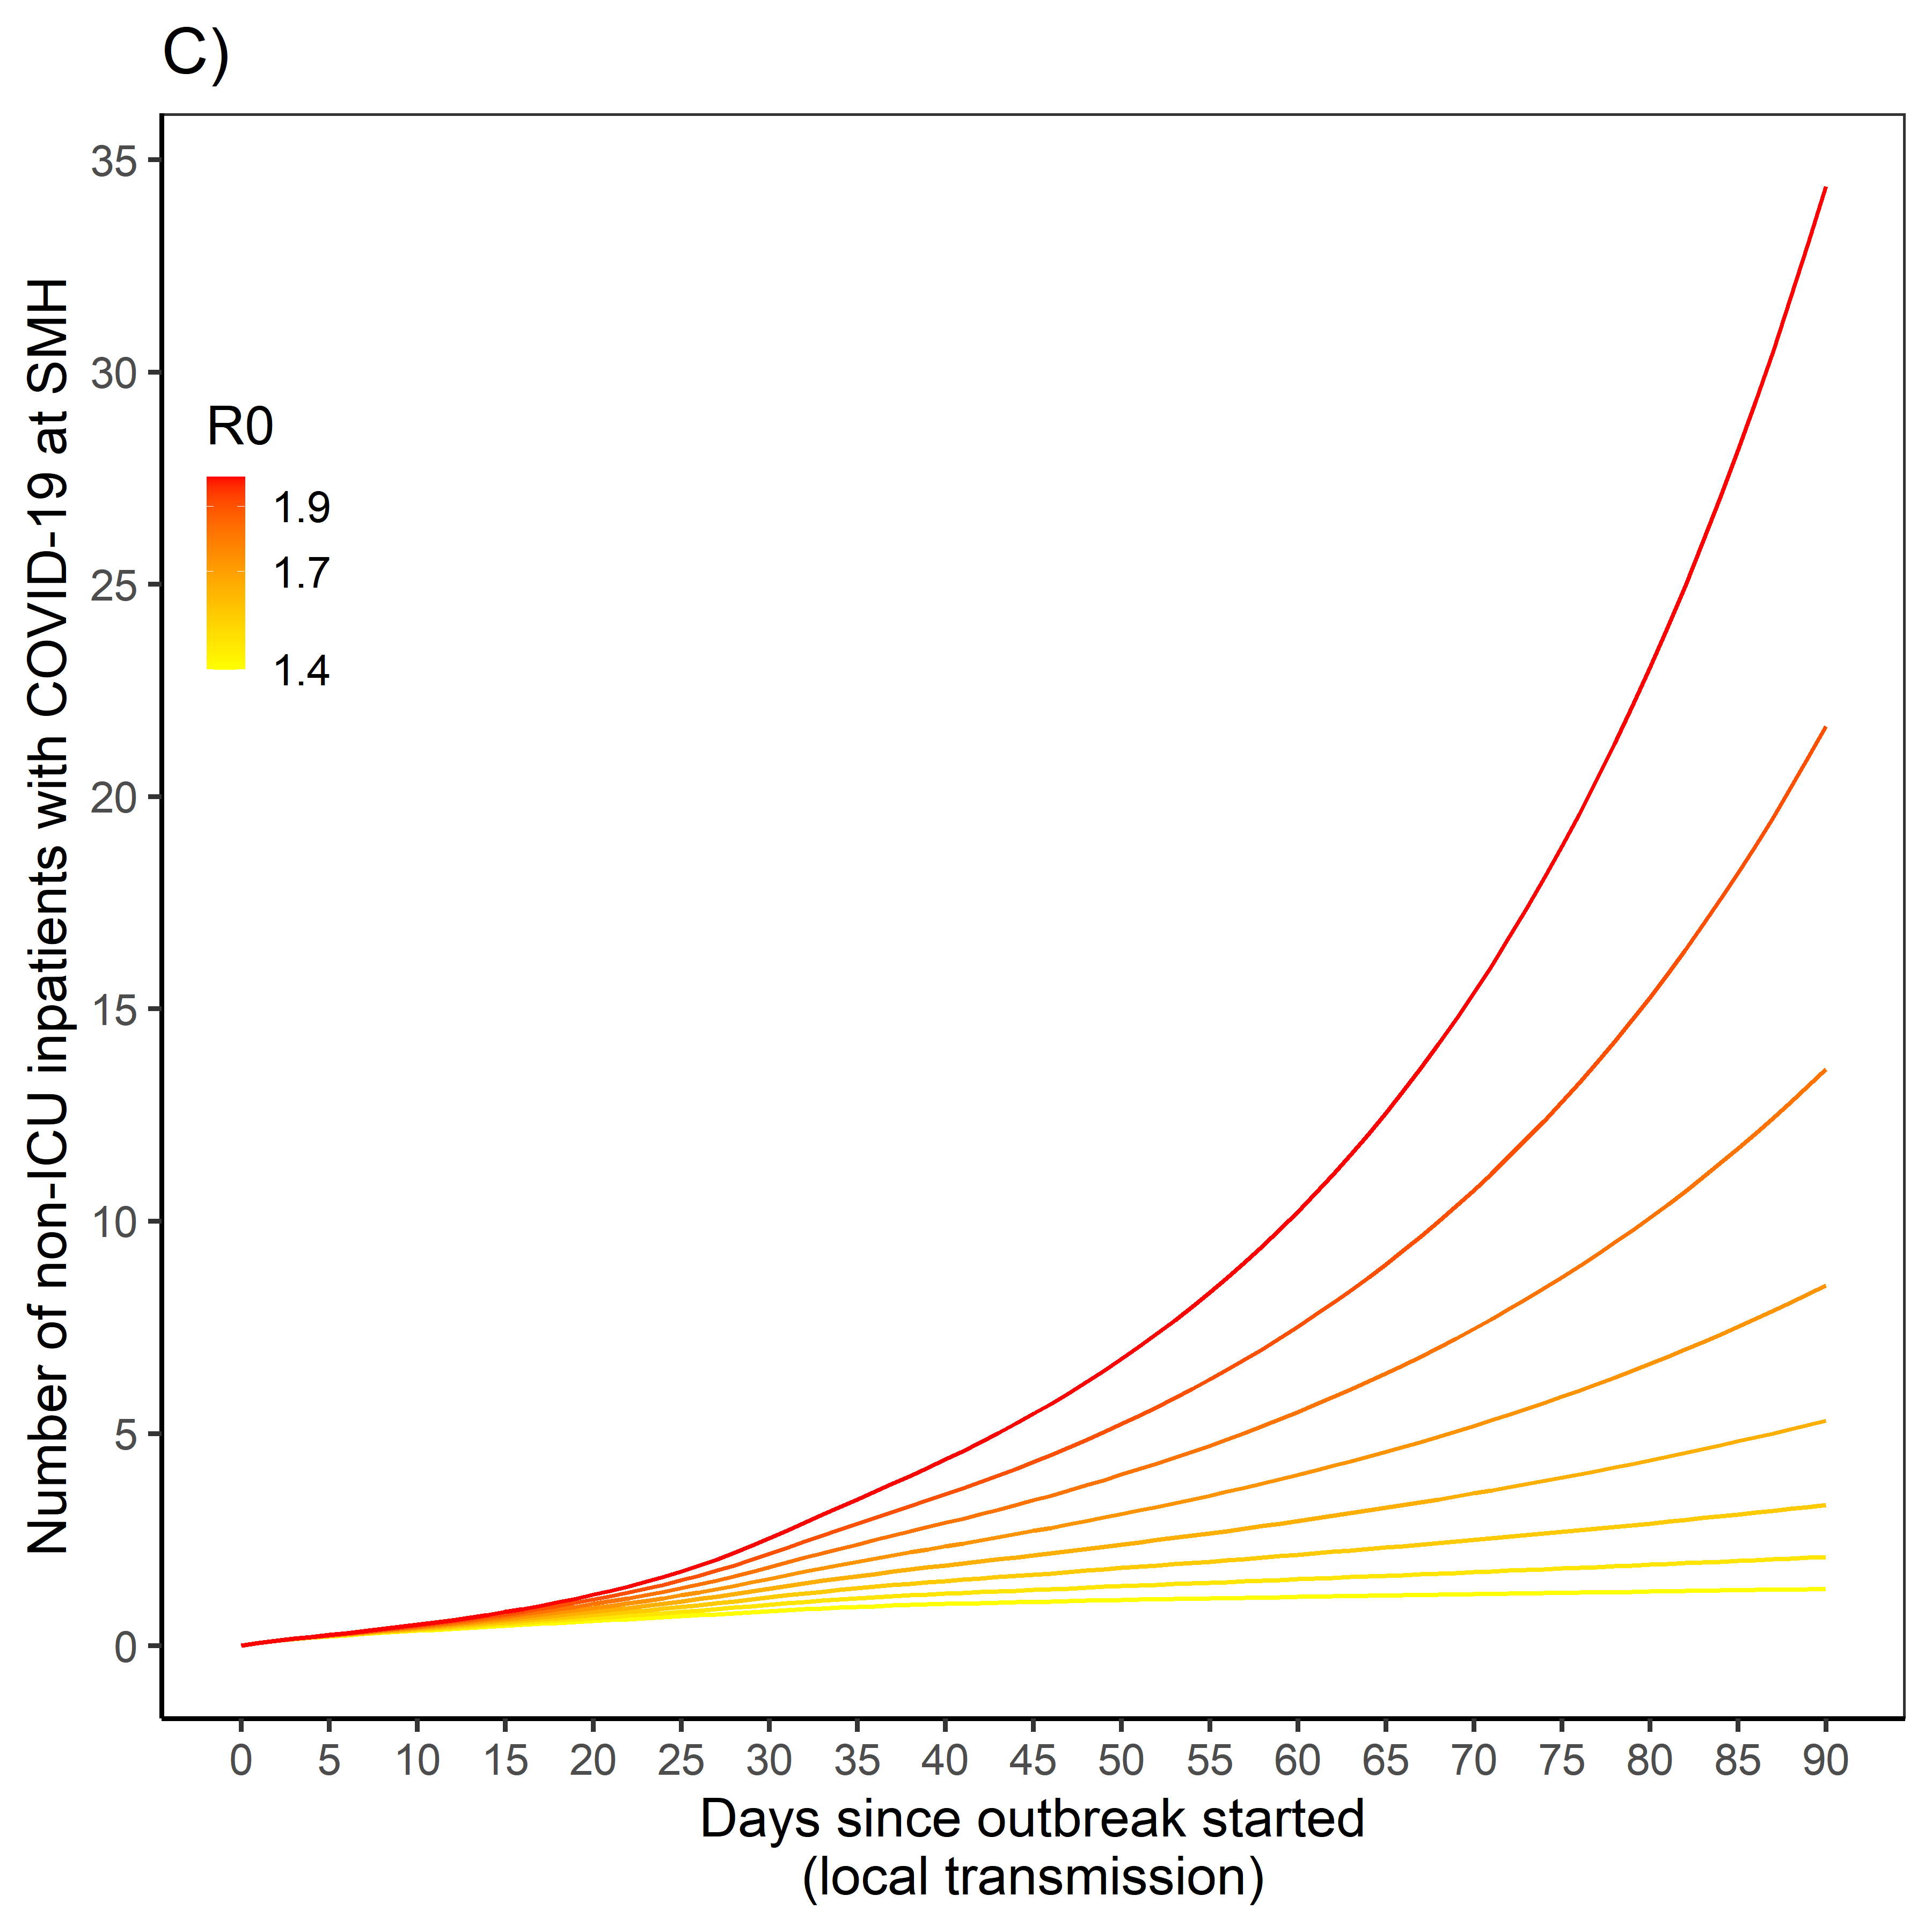 C)
Number of non-ICU inpatients with COVID-19 at SMH
35
30
25
20
15
10
5
0
R0
1.9
1.7
1.4
0 5 10 15 20 25 30 35 40 45 50 55 60 65 70 75 80 85 90
Days since outbreak started
(local transmission)